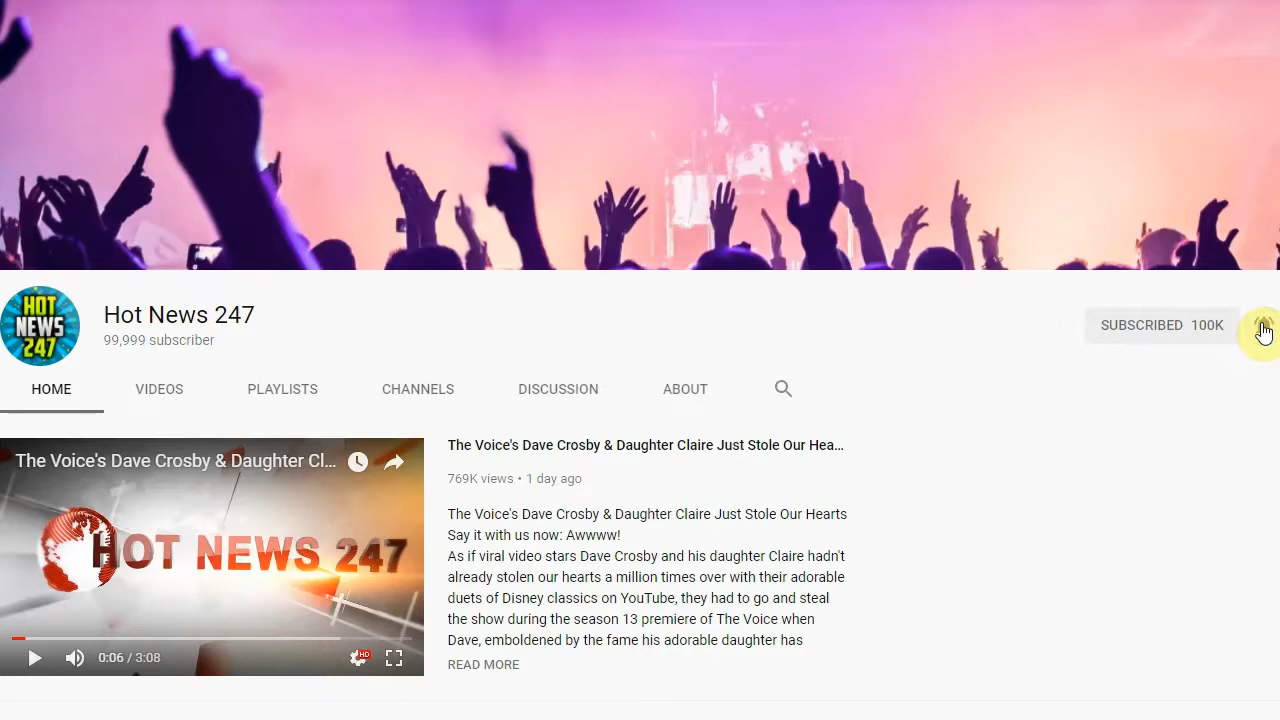 HOT
NEWS
247
Hot News 247
99,999 subscriber
SUBSCRIBED 100K
HOME VIDEOS PLAYLISTS CHANNELS DISCUSSION ABOUT
The Voice's Dave Crosby & Daughter Cl...
HOT NEWS 247
0:06 / 3:08
HD
The Voice's Dave Crosby & Daughter Claire Just Stole Our Hea...
769K views • 1 day ago
The Voice's Dave Crosby & Daughter Claire Just Stole Our Hearts
Say it with us now: Awwww!
As if viral video stars Dave Crosby and his daughter Claire hadn't
already stolen our hearts a million times over with their adorable
duets of Disney classics on YouTube, they had to go and steal
the show during the season 13 premiere of The Voice when
Dave, emboldened by the fame his adorable daughter has
READ MORE